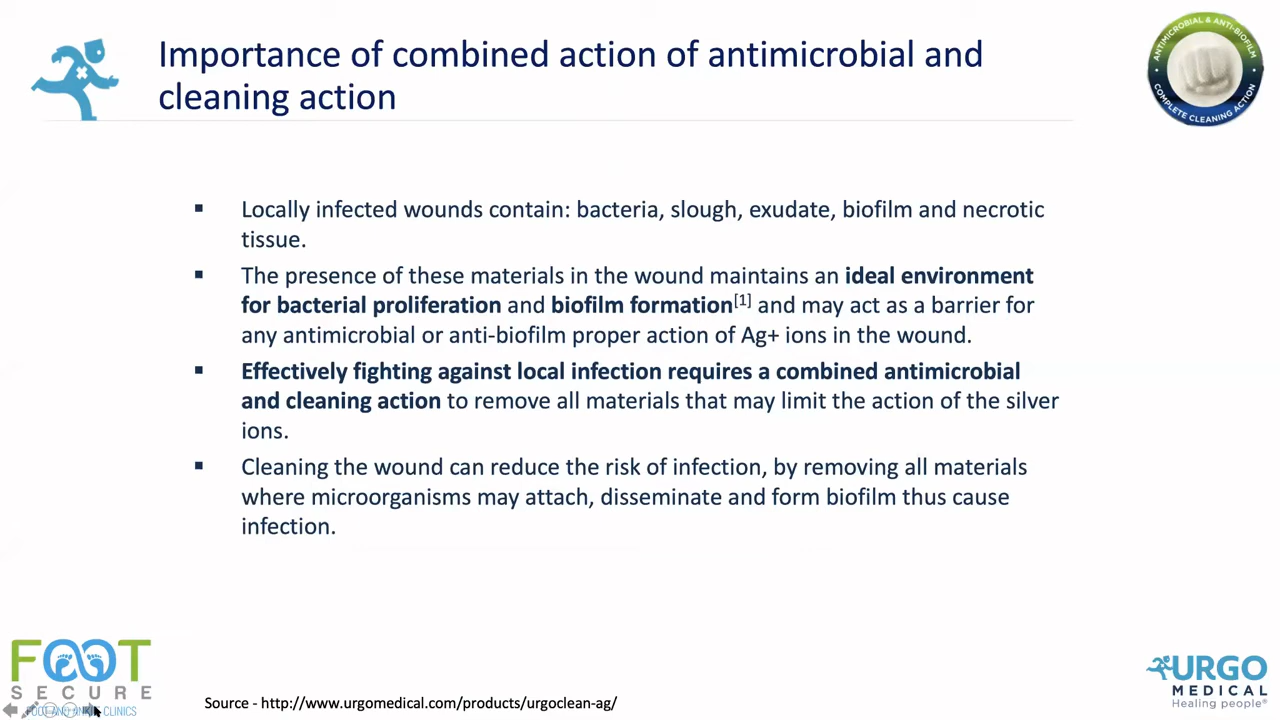 Importance of combined action of antimicrobial and
cleaning action
ANTIMICROBIAL & ANTI-BIOFILM
COMPLETE CLEANING ACTION
▪ Locally infected wounds contain: bacteria, slough, exudate, biofilm and necrotic
tissue.
▪ The presence of these materials in the wound maintains an ideal environment
for bacterial proliferation and biofilm formation[1] and may act as a barrier for
any antimicrobial or anti-biofilm proper action of Ag+ ions in the wound.
▪ Effectively fighting against local infection requires a combined antimicrobial
and cleaning action to remove all materials that may limit the action of the silver
ions.
▪ Cleaning the wound can reduce the risk of infection, by removing all materials
where microorganisms may attach, disseminate and form biofilm thus cause
infection.
FOOT
SECURE
FOOT AND ANKLE CLINICS
Source - http://www.urgomedical.com/products/urgoclean-ag/
URGO
MEDICAL
Healing people®